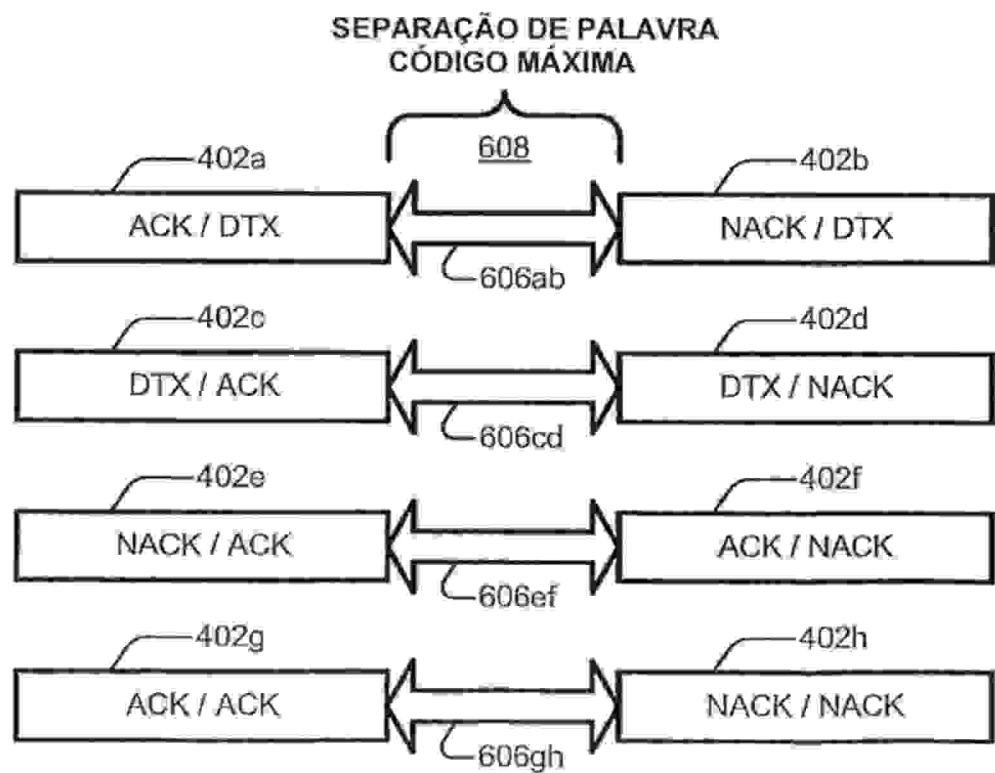 SEPARAÇÃO DE PALAVRA
CÓDIGO MÁXIMA
608
402a
402b
ACK / DTX
NACK / DTX
606ab
402c
402d
DTX / ACK
DTX / NACK
606cd
402e
402f
NACK / ACK
ACK / NACK
606ef
402g
402h
ACK / ACK
NACK / NACK
606gh